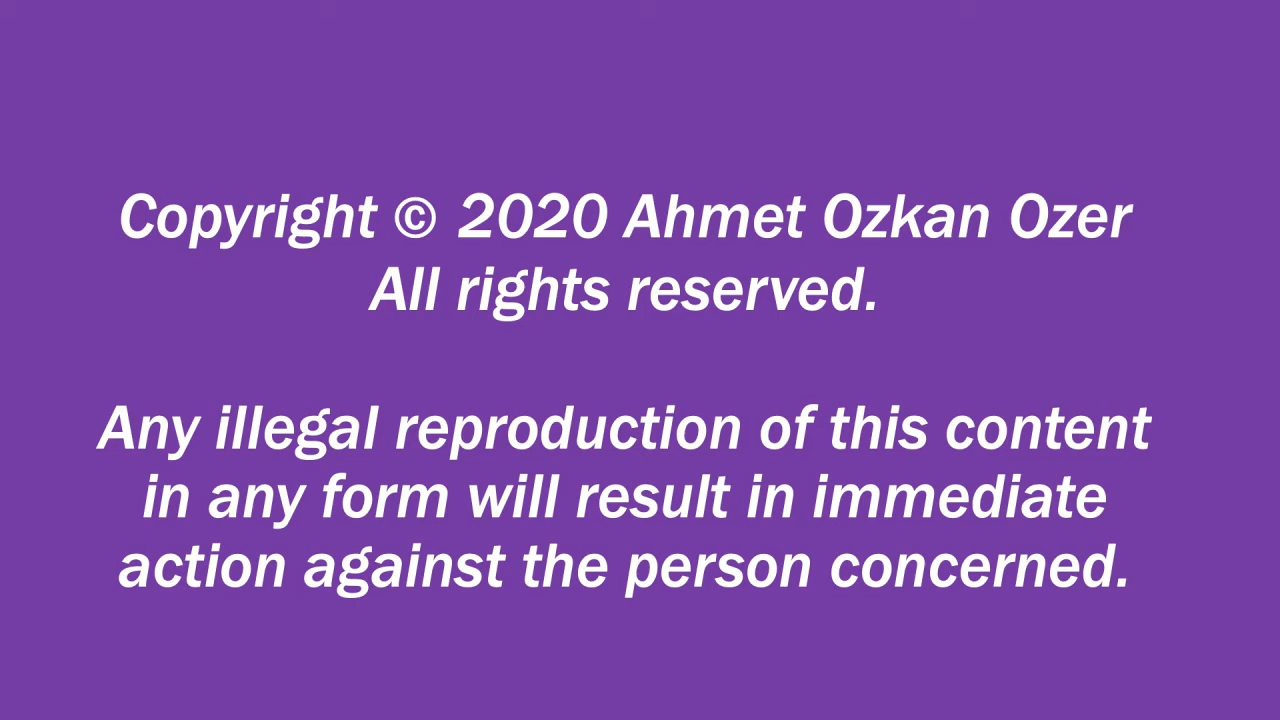 Copyright © 2020 Ahmet Ozkan Ozer
All rights reserved.
Any illegal reproduction of this content
in any form will result in immediate
action against the person concerned.